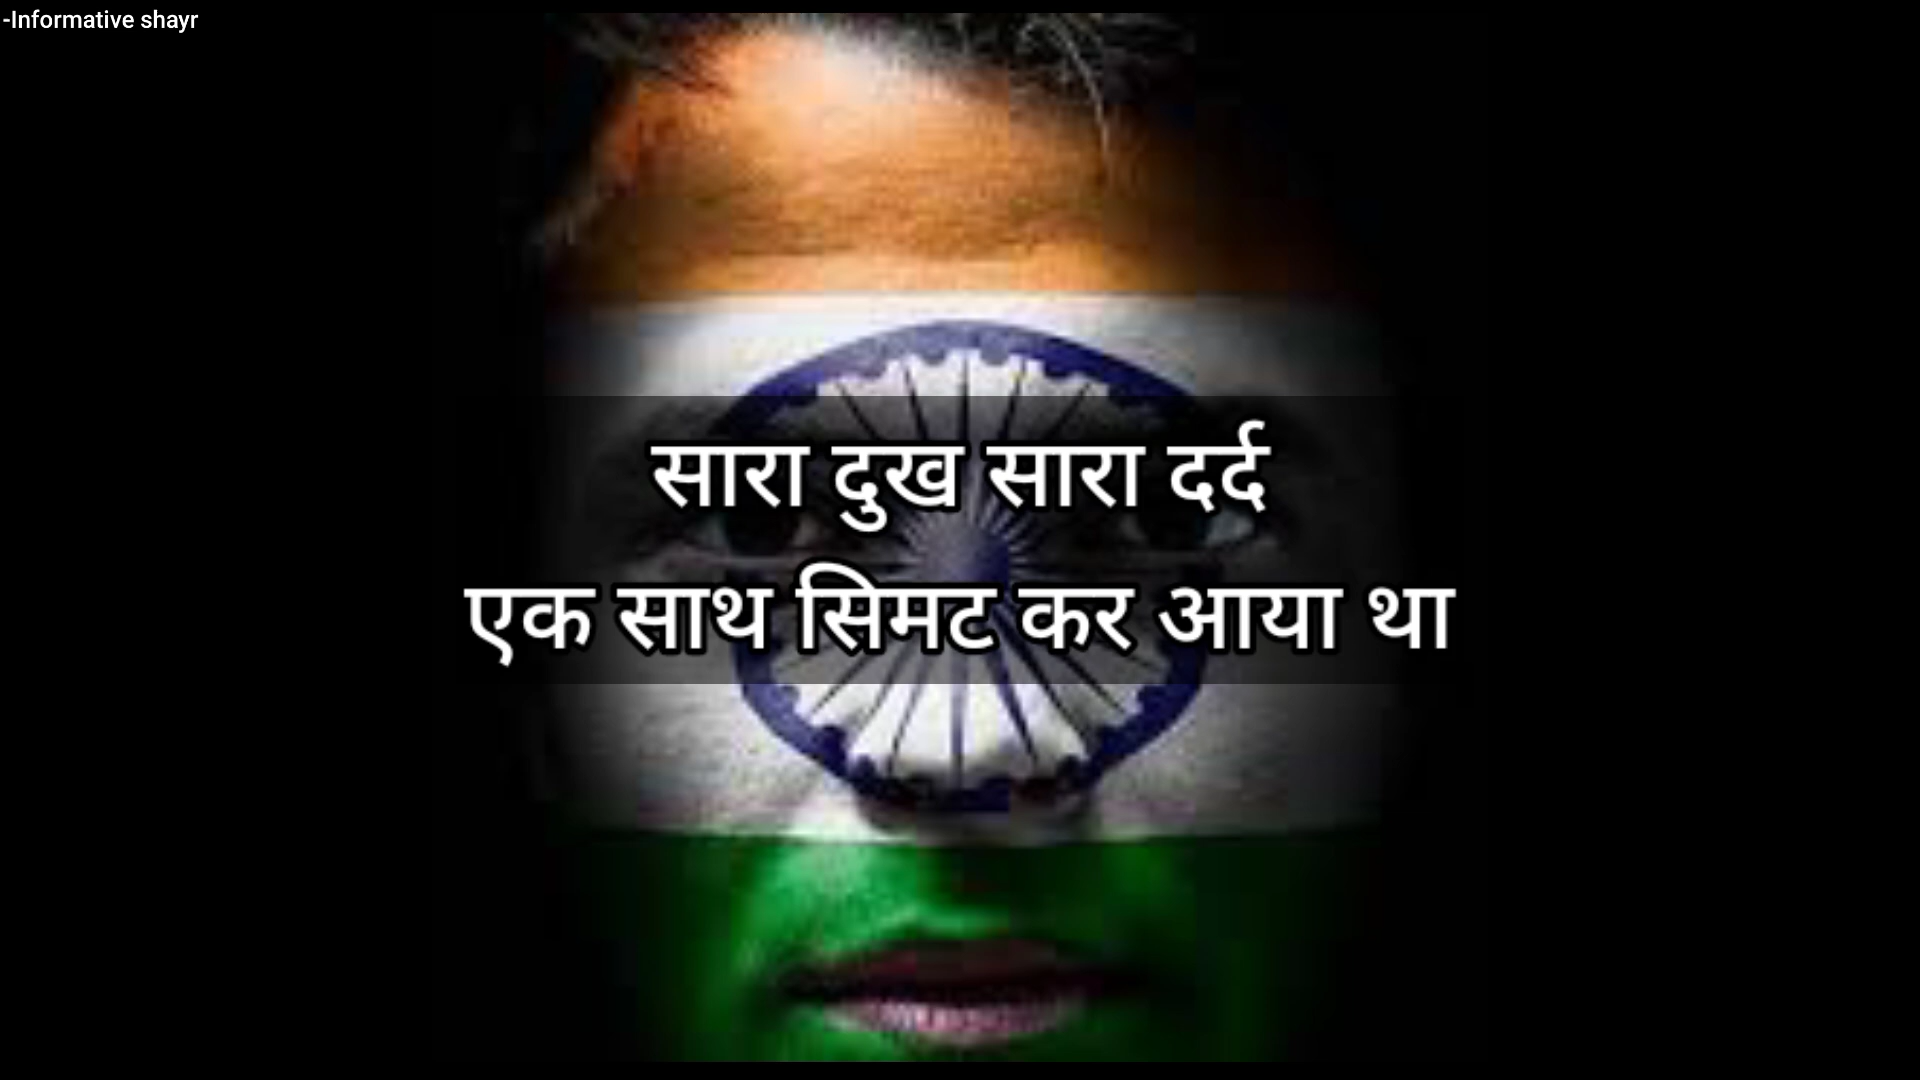 -Informative shayr
सारा दुख सारा दर्द
एक साथ सिमट कर आया था